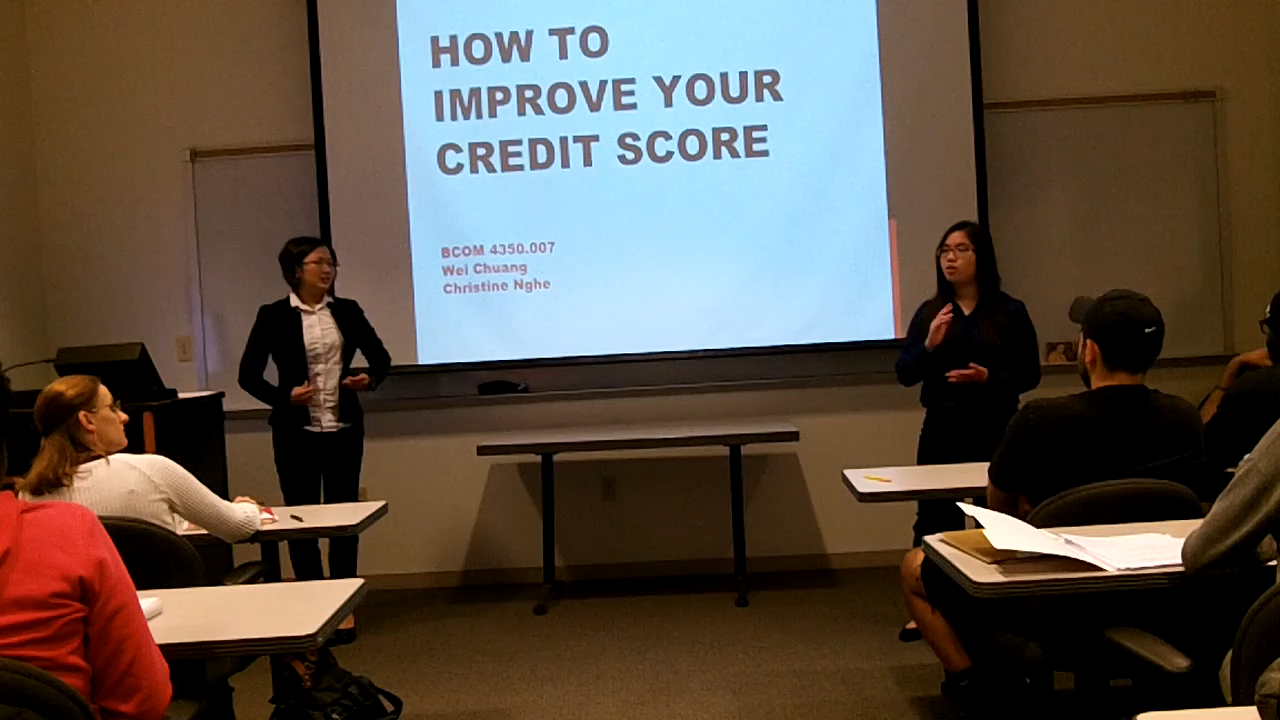 HOW TO
IMPROVE YOUR
CREDIT SCORE
BCOM 4350.007
Wei Chuang
Christine Nghe